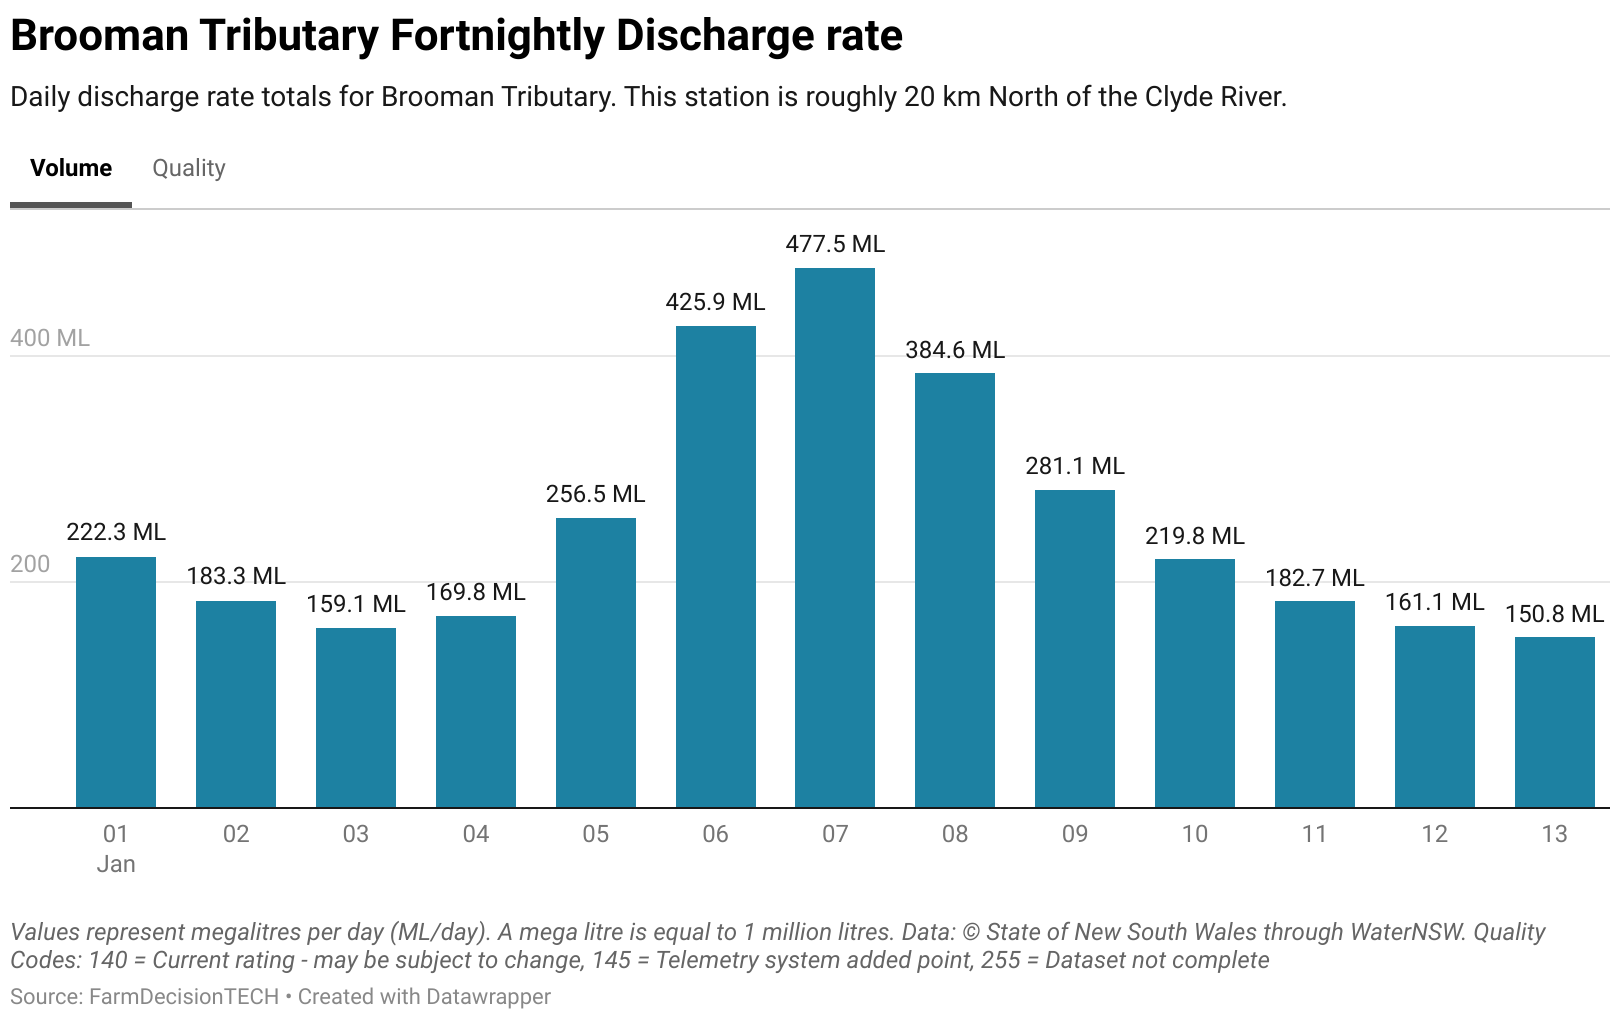 Brooman Tributary Fortnightly Discharge rate
Daily discharge rate totals for Brooman Tributary. This station is roughly 20 km North of the Clyde River.
Volume Quality
477.5 ML
425.9 ML
400 ML
384.6 ML
281.1 ML
256.5 ML
222.3 ML
219.8 ML
200
183.3 ML
182.7 ML
169.8 ML
159.1 ML
161.1 ML
150.8 ML
01 02 03 04 05 06 07 08 09 10 11 12 13
Jan
Values represent megalitres per day (ML/day). A mega litre is equal to 1 million litres. Data: © State of New South Wales through WaterNSW. Quality
Codes: 140 = Current rating - may be subject to change, 145 = Telemetry system added point, 255 = Dataset not complete
Source: FarmDecisionTECH • Created with Datawrapper